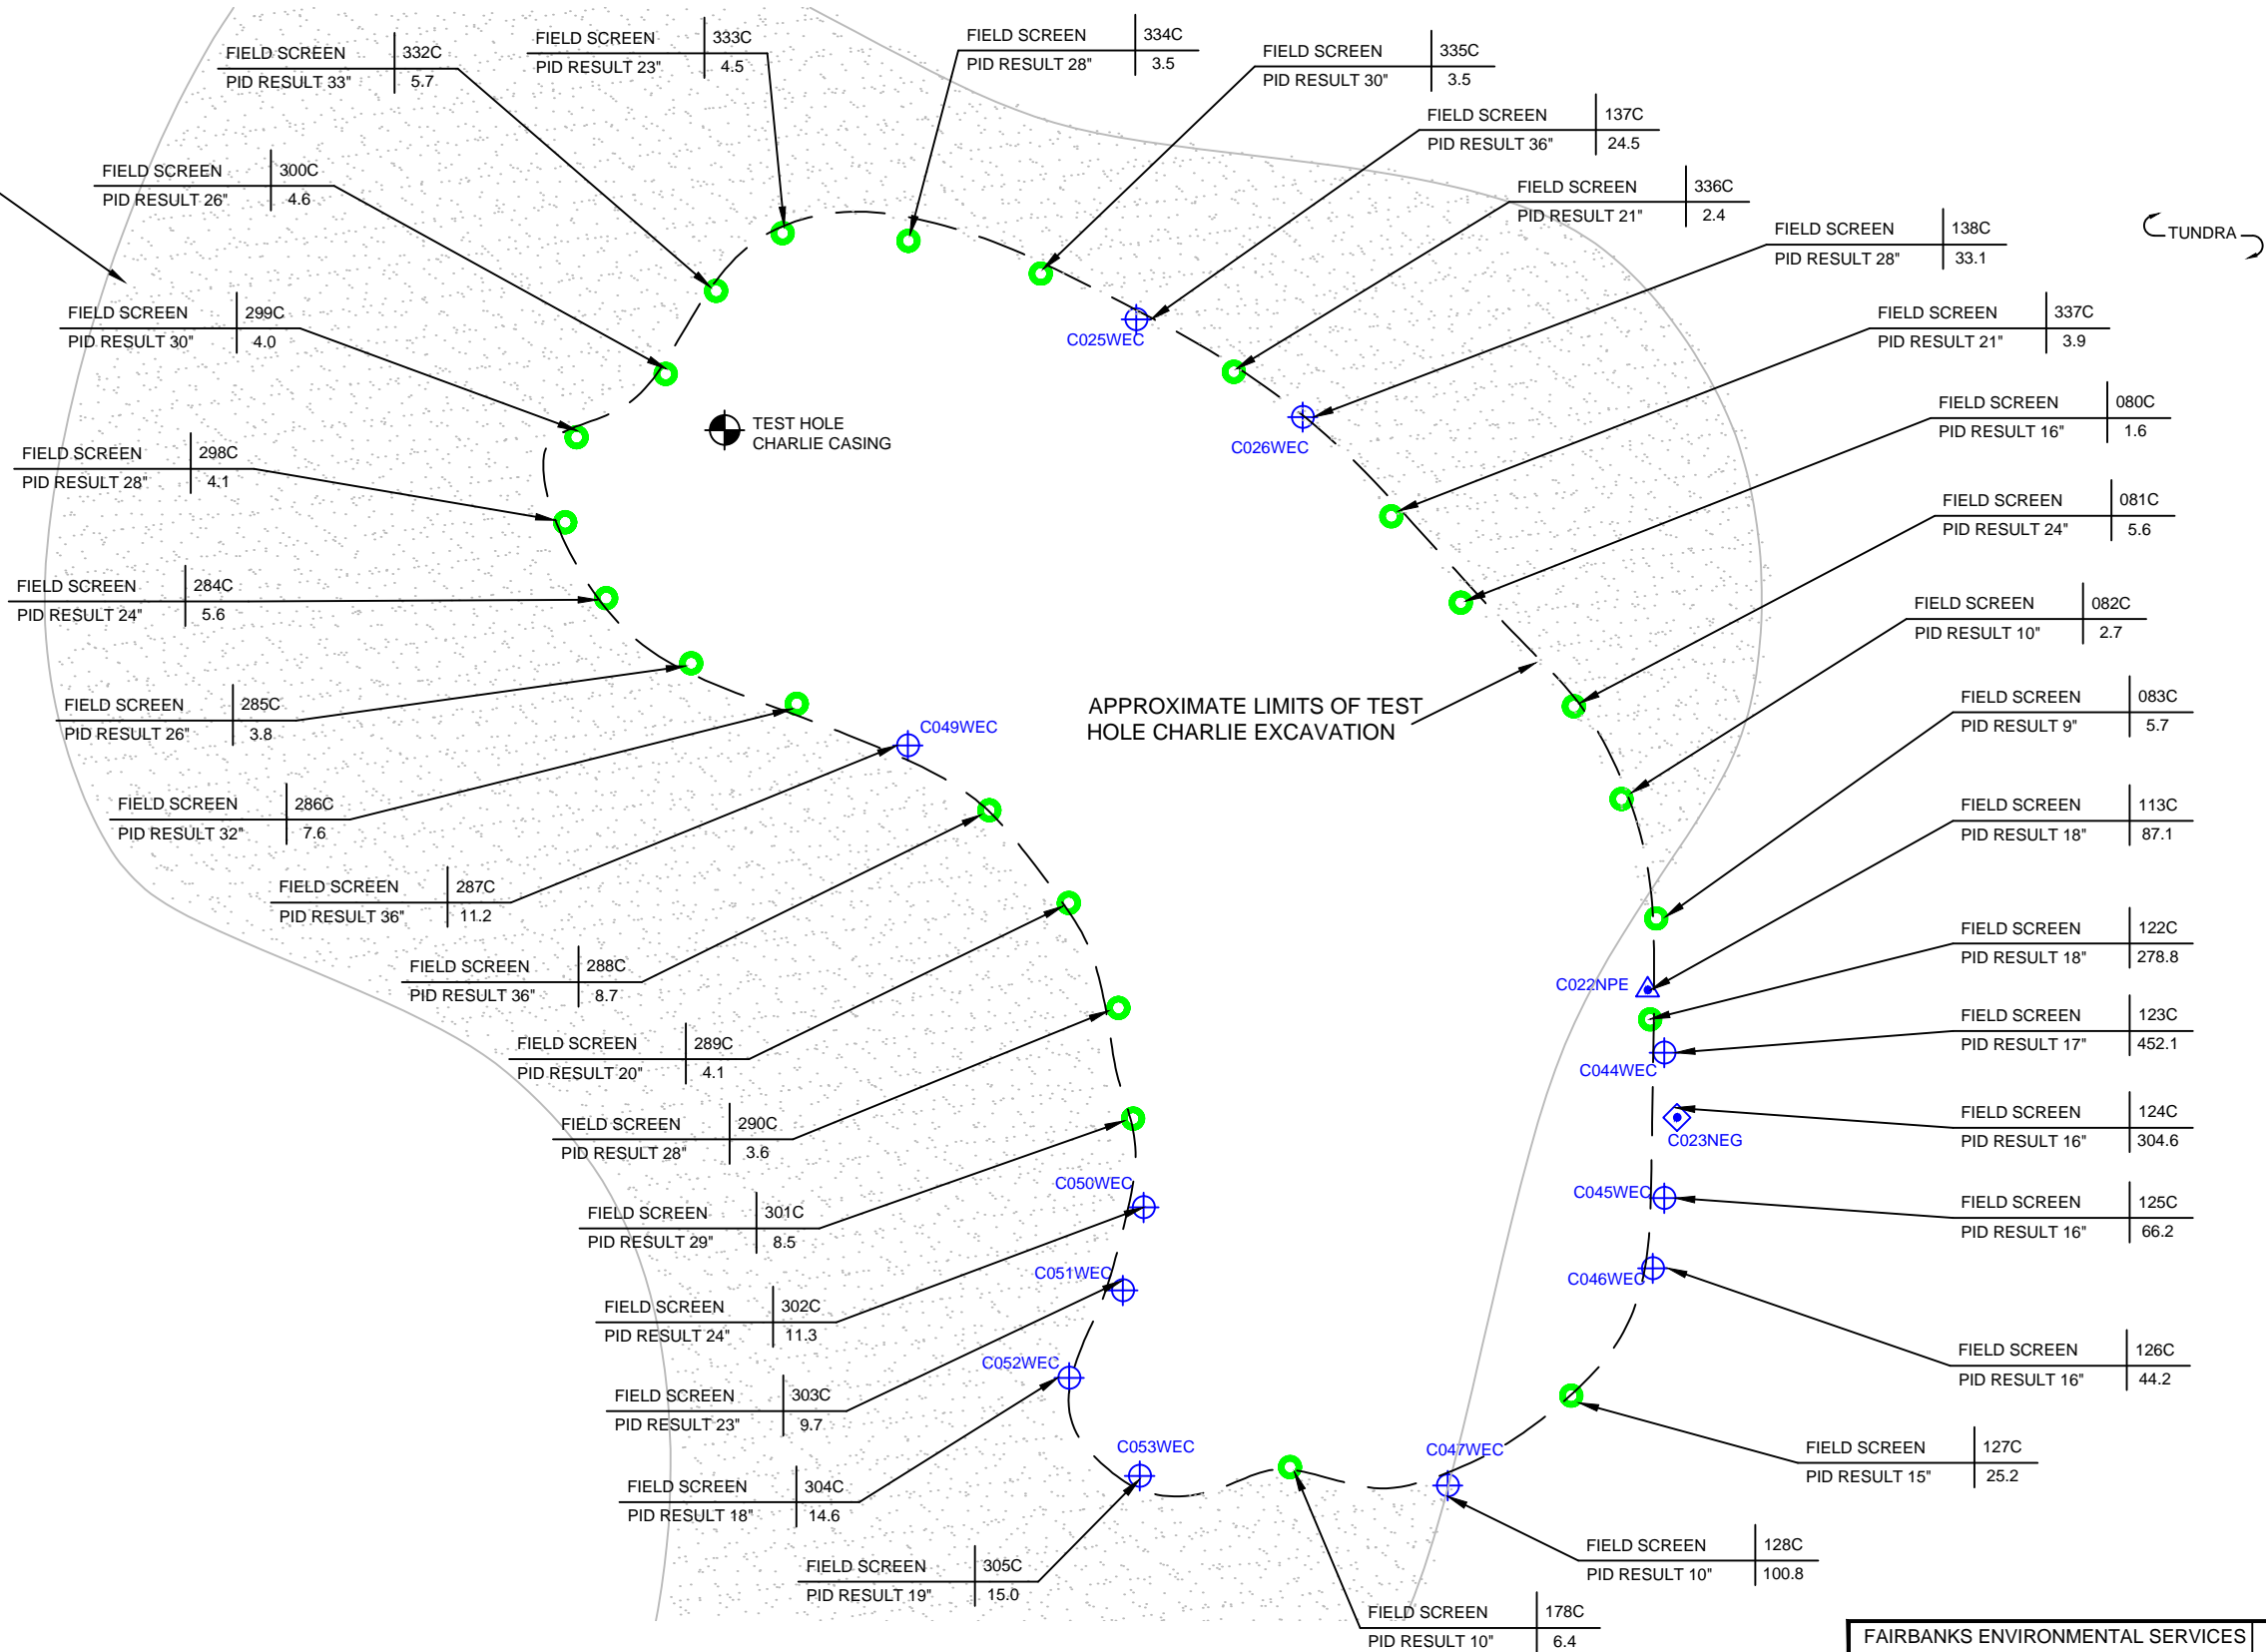 FIELD SCREEN 332C
PID RESULT 33" 5.7
FIELD SCREEN 333C
PID RESULT 23" 4.5
FIELD SCREEN 334C
PID RESULT 28" 3.5
FIELD SCREEN 335C
PID RESULT 30" 3.5
FIELD SCREEN 137C
PID RESULT 36" 24.5
FIELD SCREEN 300C
PID RESULT 26" 4.6
FIELD SCREEN 336C
PID RESULT 21" 2.4
FIELD SCREEN 138C
PID RESULT 28" 33.1
TUNDRA
FIELD SCREEN 299C
PID RESULT 30" 4.0
C025WEC
FIELD SCREEN 337C
PID RESULT 21" 3.9
TEST HOLE
CHARLIE CASING
C026WEC
FIELD SCREEN 080C
PID RESULT 16" 1.6
FIELD SCREEN 298C
PID RESULT 28" 4.1
FIELD SCREEN 081C
PID RESULT 24" 5.6
FIELD SCREEN 284C
PID RESULT 24" 5.6
FIELD SCREEN 082C
PID RESULT 10" 2.7
FIELD SCREEN 285C
PID RESULT 26" 3.8
C049WEC
APPROXIMATE LIMITS OF TEST
HOLE CHARLIE EXCAVATION
FIELD SCREEN 083C
PID RESULT 9" 5.7
FIELD SCREEN 286C
PID RESULT 32" 7.6
FIELD SCREEN 113C
PID RESULT 18" 87.1
FIELD SCREEN 287C
PID RESULT 36" 11.2
FIELD SCREEN 122C
PID RESULT 18" 278.8
FIELD SCREEN 288C
PID RESULT 36" 8.7
C022NPE
FIELD SCREEN 123C
PID RESULT 17" 452.1
FIELD SCREEN 289C
PID RESULT 20" 4.1
C044WEC
FIELD SCREEN 290C
PID RESULT 28" 3.6
FIELD SCREEN 124C
PID RESULT 16" 304.6
C023NEG
C050WEC
C045WEC
FIELD SCREEN 125C
PID RESULT 16" 66.2
FIELD SCREEN 301C
PID RESULT 29" 8.5
C051WEC
C046WEC
FIELD SCREEN 302C
PID RESULT 24" 11.3
C052WEC
FIELD SCREEN 126C
PID RESULT 16" 44.2
FIELD SCREEN 303C
PID RESULT 23" 9.7
C053WEC
C047WEC
FIELD SCREEN 127C
PID RESULT 15" 25.2
FIELD SCREEN 304C
PID RESULT 18" 14.6
FIELD SCREEN 128C
PID RESULT 10" 100.8
FIELD SCREEN 305C
PID RESULT 19" 15.0
FIELD SCREEN 178C
PID RESULT 10" 6.4
FAIRBANKS ENVIRONMENTAL SERVICES